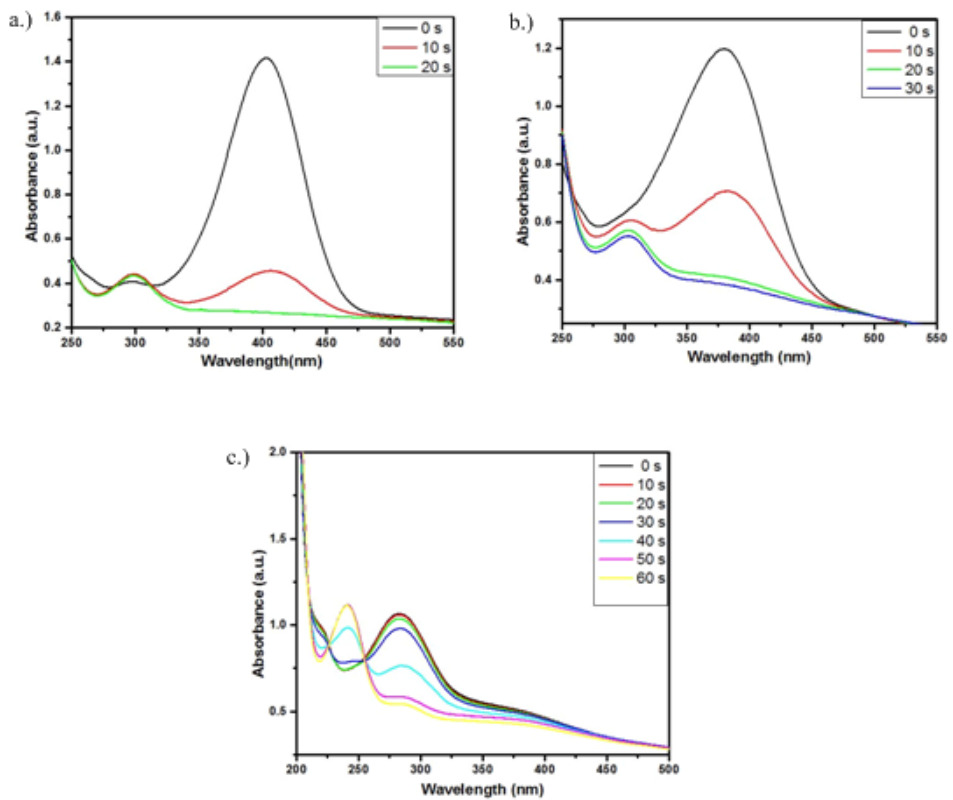 a.)
1.6
1.4
1.2
1.0
0.8
0.6
0.4
0.2
Absorbance (a.u.)
250 300 350 400 450 500 550
Wavelength(nm)
0 s
10 s
20 s
b.)
1.2
1.0
0.8
0.6
0.4
Absorbance (a.u.)
250 300 350 400 450 500 550
Wavelength (nm)
0 s
10 s
20 s
30 s
c.)
2.0
1.5
1.0
0.5
Absorbance (a.u.)
200 250 300 350 400 450 500
Wavelength (nm)
0 s
10 s
20 s
30 s
40 s
50 s
60 s